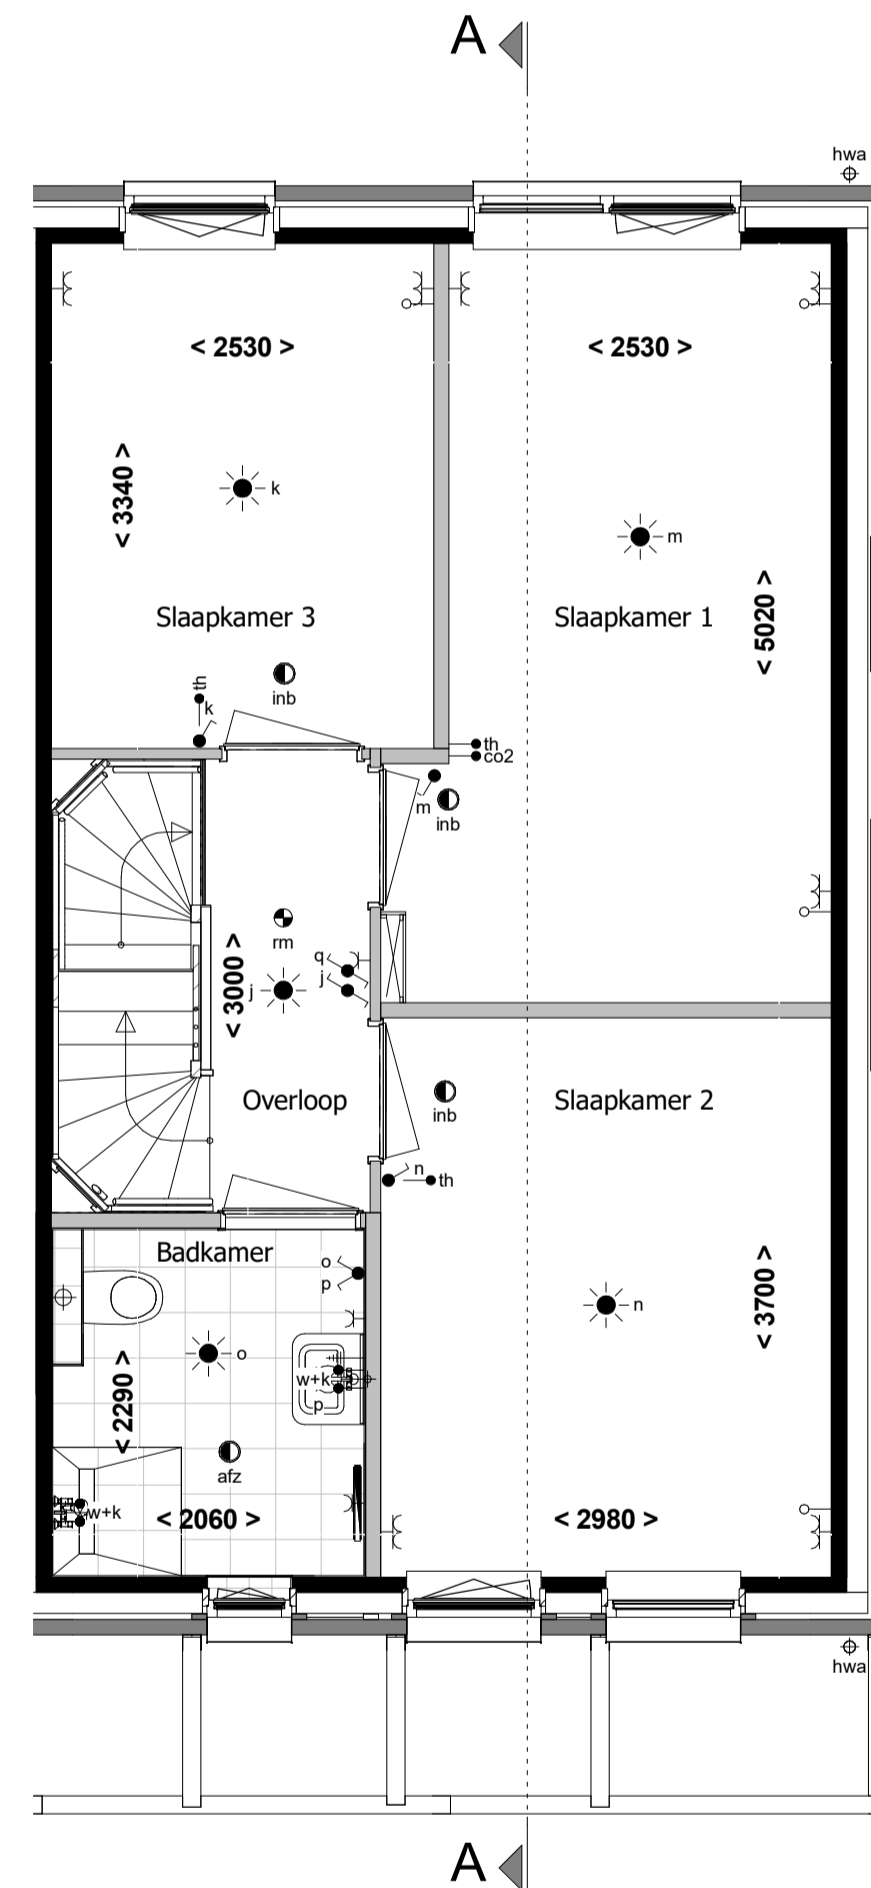 A
hwa
< 2530 >
< 2530 >
< 3340 >
k
m
< 5020 >
Slaapkamer 3
Slaapkamer 1
inb
th
k
th
co2
m
inb
rm
q
j
j
< 3000 >
Overloop
inb
Slaapkamer 2
n
th
Badkamer
o
p
n
< 3700 >
o
w+k
p
< 2290 >
afz
w+k
< 2060 >
< 2980 >
hwa
A